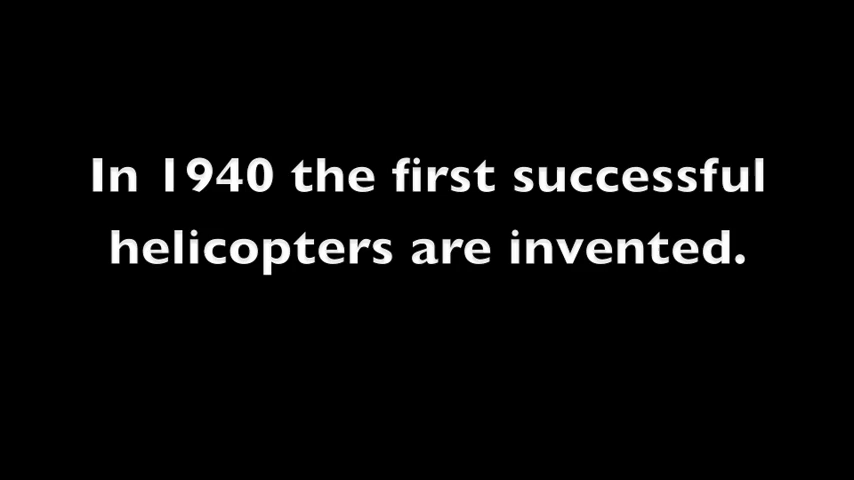 In 1940 the first successful
helicopters are invented.